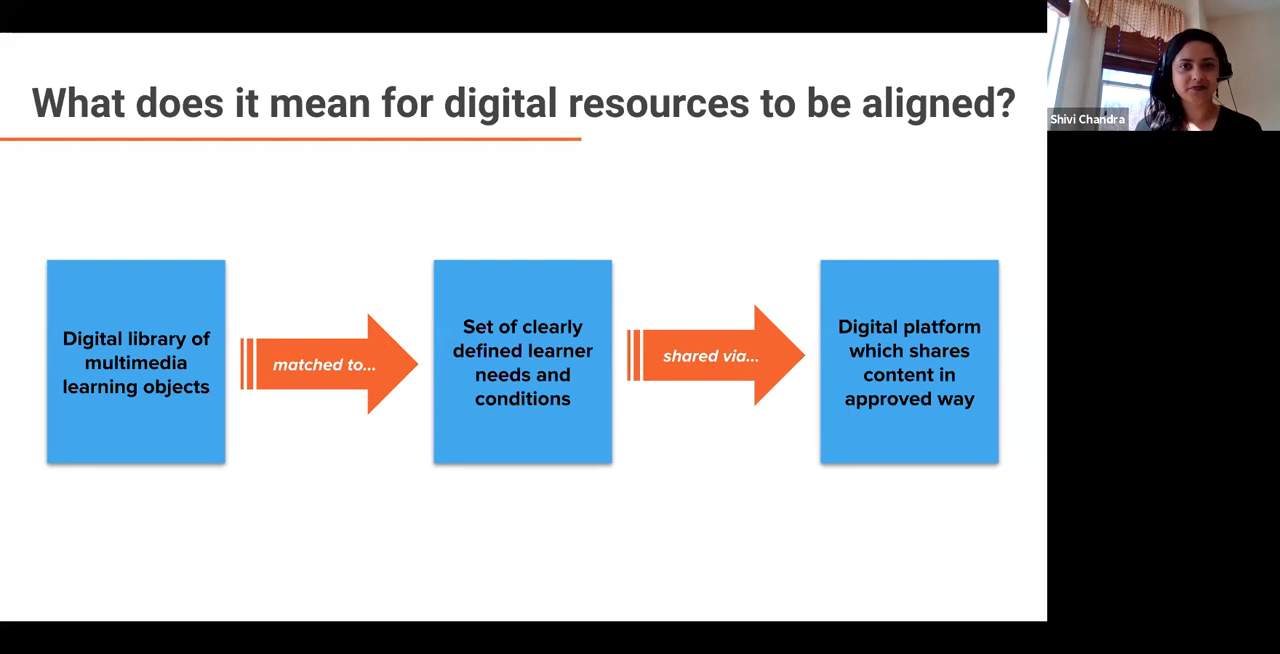 What does it mean for digital resources to be aligned?
Shivi Chandra
Digital library of
multimedia
learning objects
matched to...
Set of clearly
defined learner
needs and
conditions
shared via...
Digital platform
which shares
content in
approved way